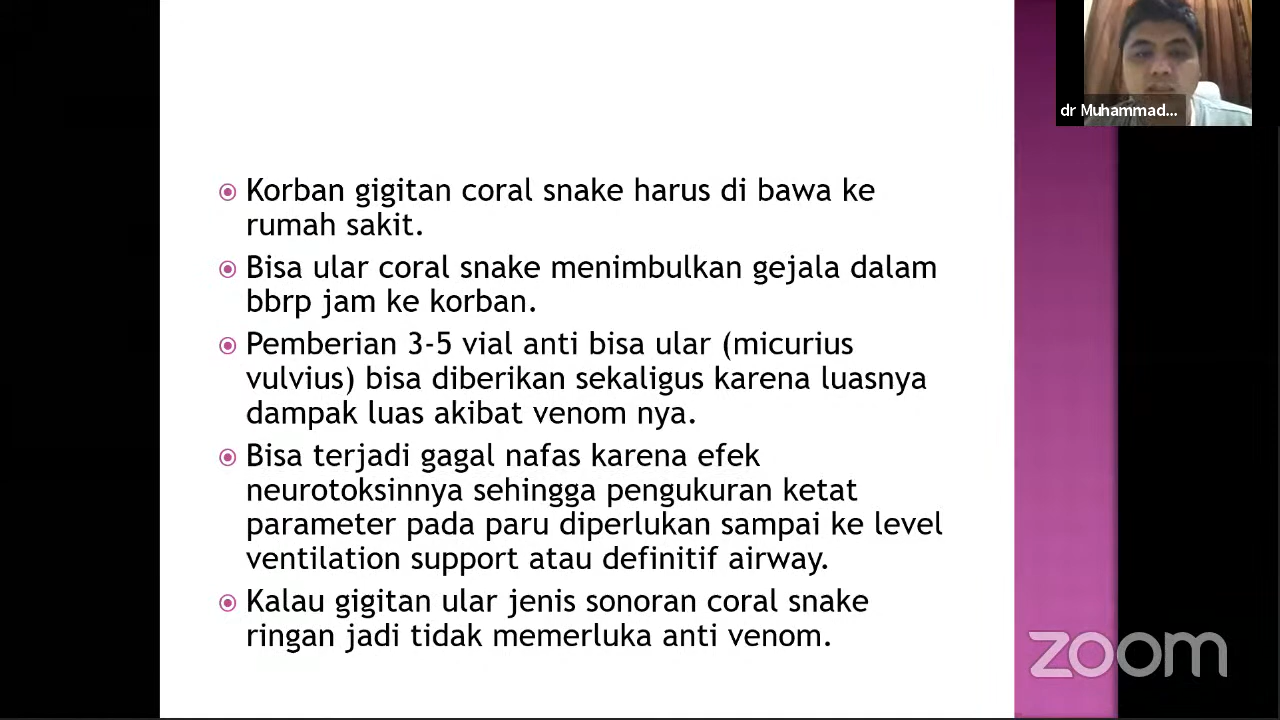 dr Muhammad...
Korban gigitan coral snake harus di bawa ke
rumah sakit.
Bisa ular coral snake menimbulkan gejala dalam
bbrp jam ke korban.
Pemberian 3-5 vial anti bisa ular (micurius
vulvius) bisa diberikan sekaligus karena luasnya
dampak luas akibat venom nya.
Bisa terjadi gagal nafas karena efek
neurotoksinnya sehingga pengukuran ketat
parameter pada paru diperlukan sampai ke level
ventilation support atau definitif airway.
Kalau gigitan ular jenis sonoran coral snake
ringan jadi tidak memerluka anti venom.
zoom